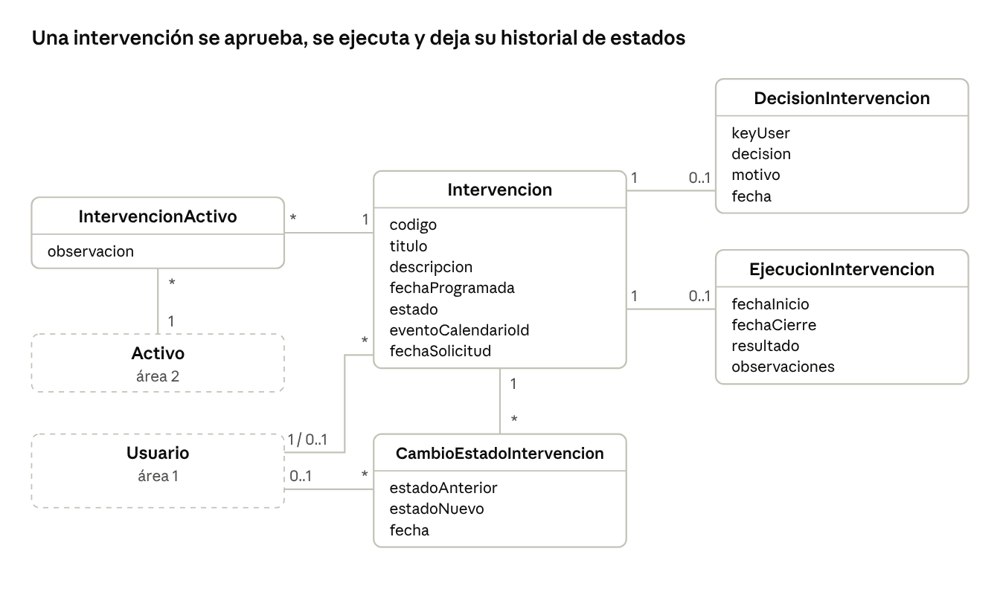 Una intervención se aprueba, se ejecuta y deja su historial de estados
DecisionIntervencion
keyUser
decision
motivo
fecha
1
0..1
Intervencion
codigo
titulo
descripcion
fechaProgramada
estado
eventoCalendarioId
fechaSolicitud
IntervencionActivo
observacion
*
1
EjecucionIntervencion
fechaInicio
fechaCierre
resultado
observaciones
1
0..1
*
1
Activo
área 2
*
1
*
Usuario
área 1
1 / 0..1
0..1
*
CambioEstadoIntervencion
estadoAnterior
estadoNuevo
fecha